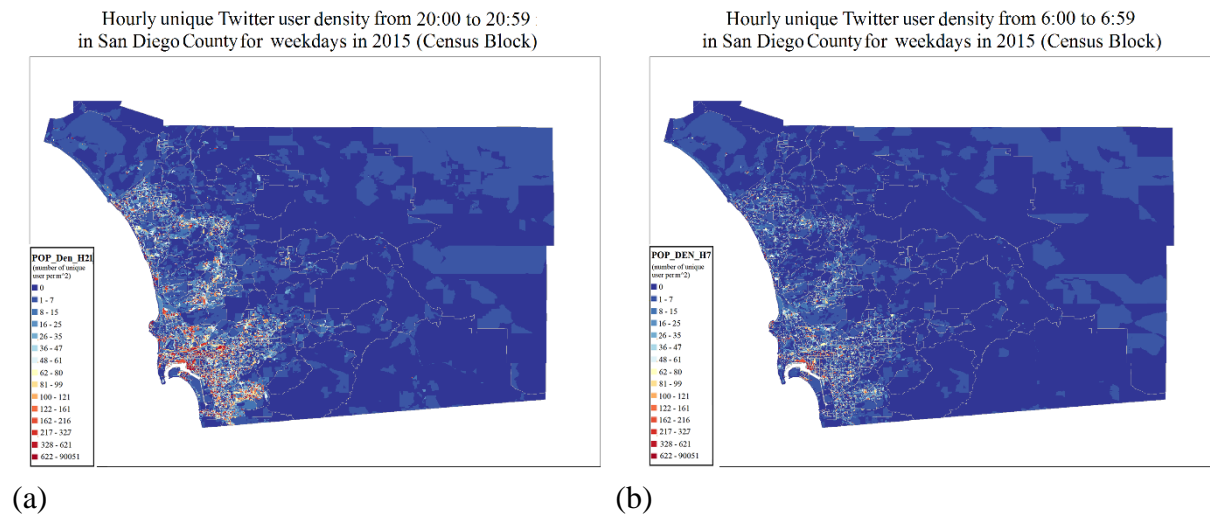 Hourly unique Twitter user density from 20:00 to 20:59
in San Diego County for weekdays in 2015 (Census Block)
POP_Den_H21
(number of unique
user per m^2)
0
1 - 7
8 - 15
16 - 25
26 - 35
36 - 47
48 - 61
62 - 80
81 - 99
100 - 121
122 - 161
162 - 216
217 - 327
328 - 621
622 - 90051
(a)
Hourly unique Twitter user density from 6:00 to 6:59
in San Diego County for weekdays in 2015 (Census Block)
POP_DEN_H7
(number of unique
user per m^2)
0
1 - 7
8 - 15
16 - 25
26 - 35
36 - 47
48 - 61
62 - 80
81 - 99
100 - 121
122 - 161
162 - 216
217 - 327
328 - 621
622 - 90051
(b)